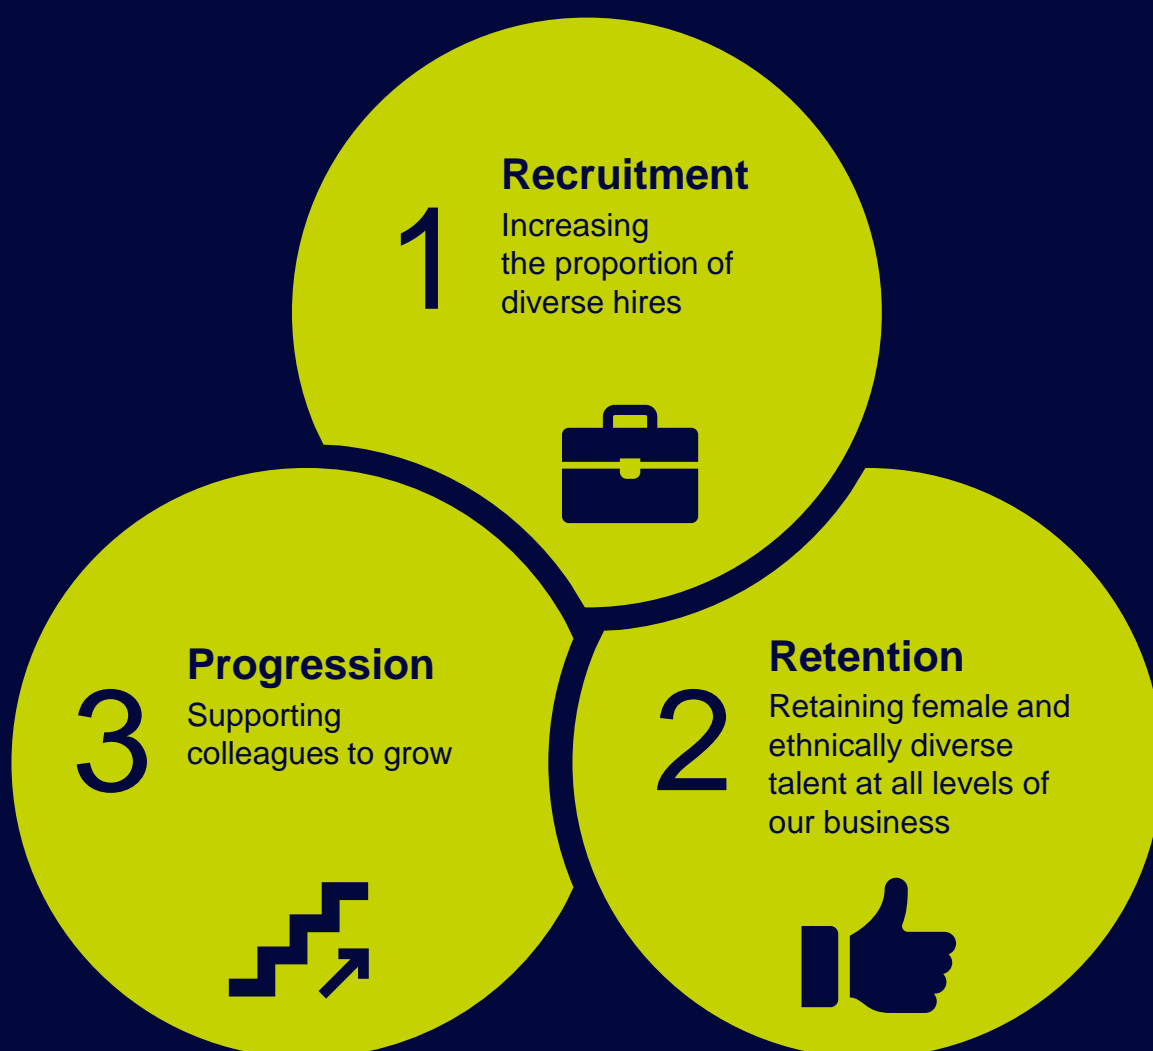 1
Recruitment
Increasing
the proportion of
diverse hires
2
Retention
Retaining female and
ethnically diverse
talent at all levels of
our business
3
Progression
Supporting
colleagues to grow